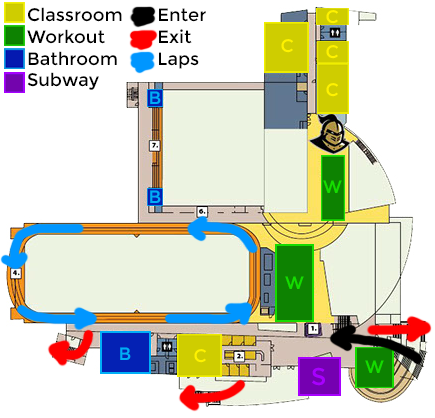 Classroom Enter
Workout Exit
Bathroom Laps
Subway
C
C
C
C
B
7.
B
6.
W
4.
W
1.
B
C
2.
S
W